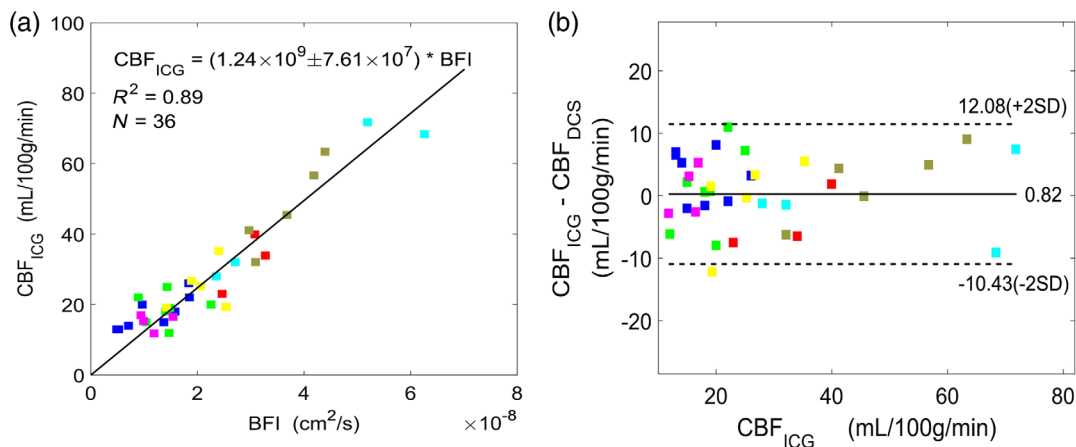 (a)
100
80
60
40
20
0
CBF_ICG (mL/100g/min)
CBF_ICG = (1.24×10^9±7.61×10^7) * BFI
R^2 = 0.89
N = 36
0 2 4 6 8
BFI (cm^2/s)
×10^-8
(b)
20
10
0
-10
-20
CBF_ICG - CBF_DCS
(mL/100g/min)
12.08(+2SD)
0.82
-10.43(-2SD)
20 40 60 80
CBF_ICG (mL/100g/min)